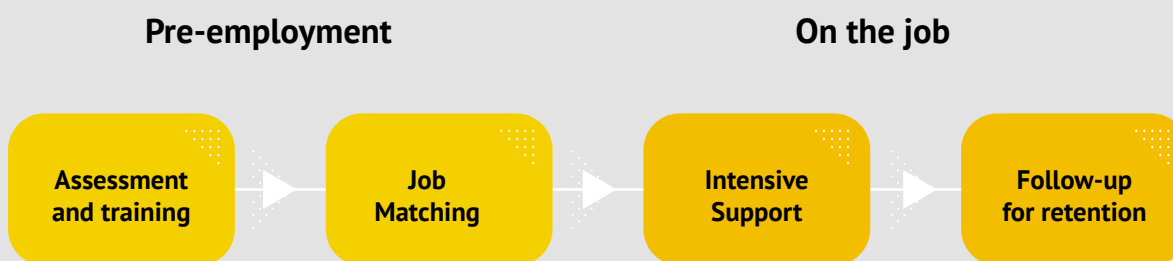 Pre-employment
On the job
Assessment
and training
Job
Matching
Intensive
Support
Follow-up
for retention